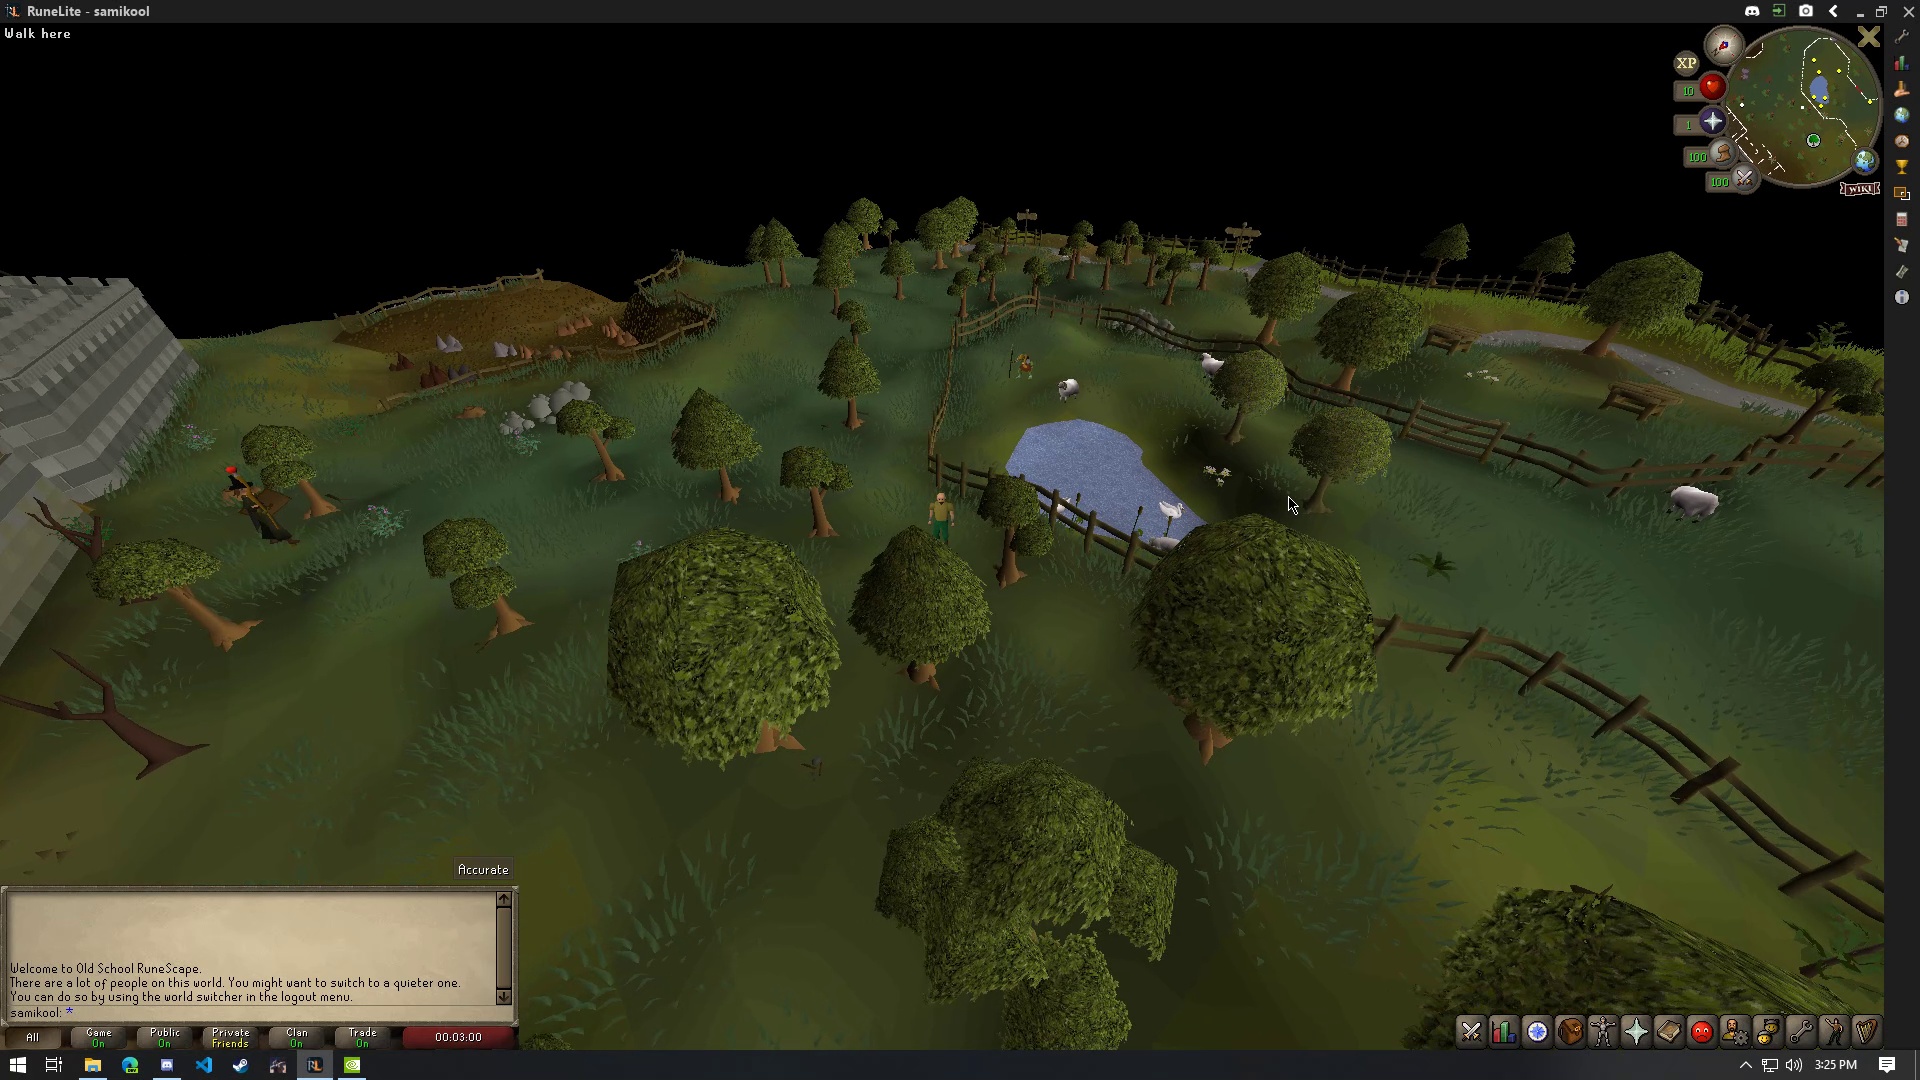 RuneLite - samikool
Walk here
XP
10
1
100
100
WIKI
Accurate
Welcome to Old School RuneScape.
There are a lot of people on this world. You might want to switch to a quieter one.
You can do so by using the world switcher in the logout menu.
samikool: *
All
Game
On
Public
On
Private
Friends
Clan
On
Trade
On
00:03:00
3:25 PM